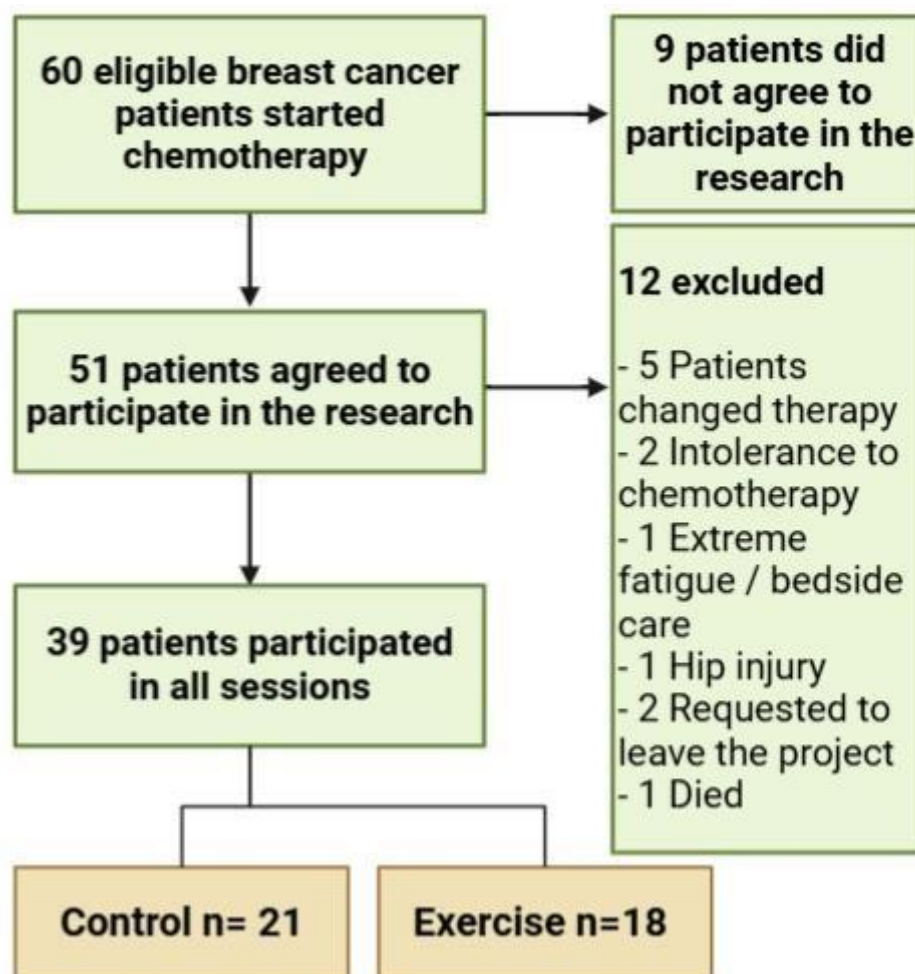 60 eligible breast cancer
patients started
chemotherapy
9 patients did
not agree to
participate in the
research
51 patients agreed to
participate in the research
12 excluded
- 5 Patients
changed therapy
- 2 Intolerance to
chemotherapy
- 1 Extreme
fatigue / bedside
care
- 1 Hip injury
- 2 Requested to
leave the project
- 1 Died
39 patients participated
in all sessions
Control n= 21
Exercise n=18